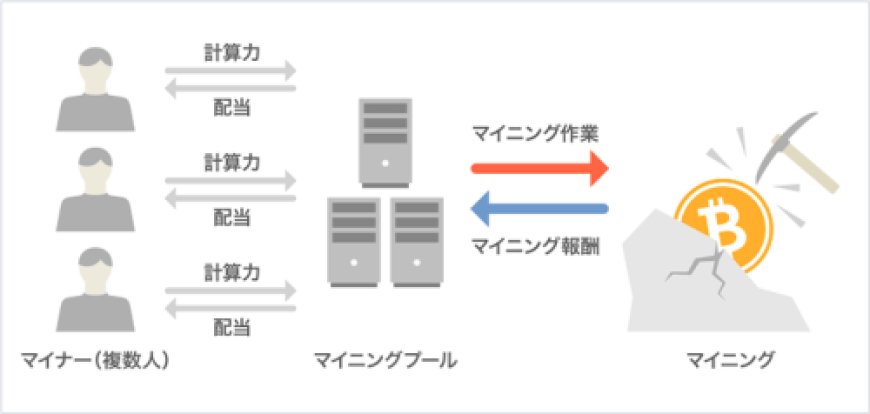 計算力
配当
計算力
配当
計算力
配当
マイニング作業
マイニング報酬
マイナー(複数人)
マイニングプール
マイニング